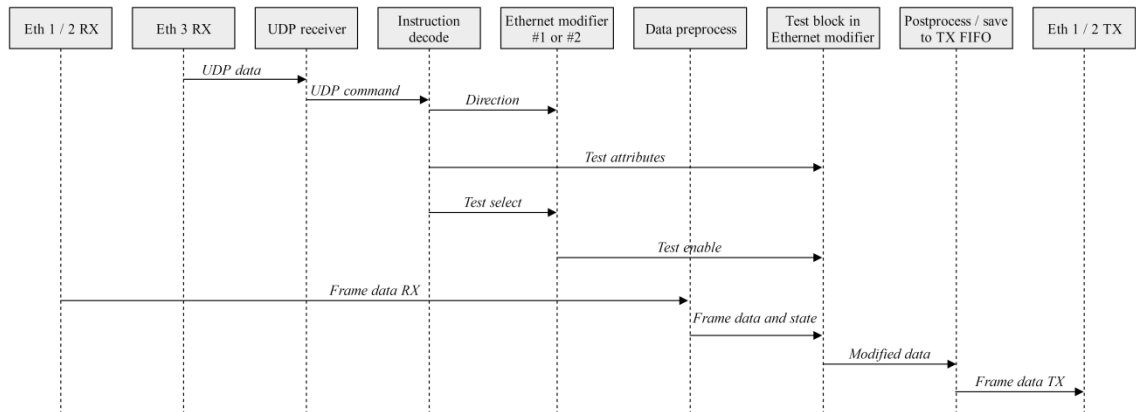 Eth 1 / 2 RX
Eth 3 RX
UDP receiver
Instruction
decode
Ethernet modifier
#1 or #2
Data preprocess
Test block in
Ethernet modifier
Postprocess / save
to TX FIFO
Eth 1 / 2 TX
UDP data
UDP command
Direction
Test attributes
Test select
Test enable
Frame data RX
Frame data and state
Modified data
Frame data TX